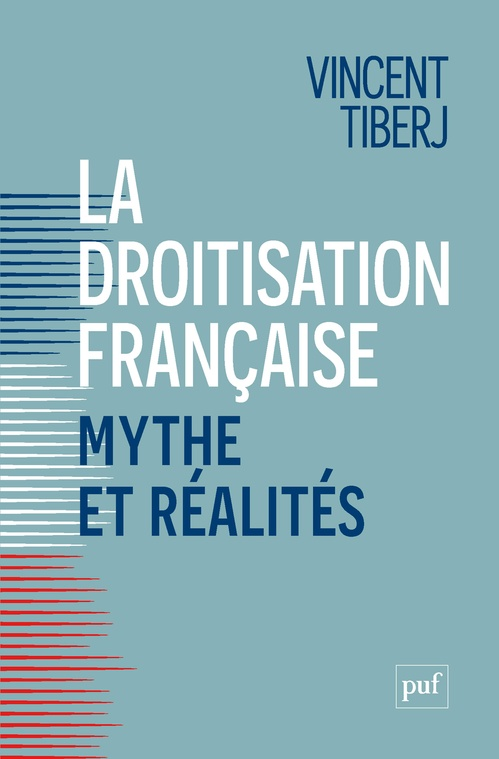 VINCENT
TIBERJ
LA
DROITISATION
FRANÇAISE
MYTHE
ET RÉALITÉS
puf